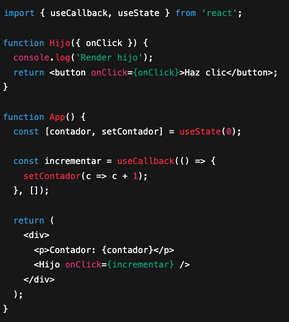 import { useCallback, useState } from 'react';

function Hijo({ onClick }) {
  console.log('Render hijo');
  return <button onClick={onClick}>Haz clic</button>;
}

function App() {
  const [contador, setContador] = useState(0);

  const incrementar = useCallback(() => {
    setContador(c => c + 1);
  }, []);

  return (
    <div>
      <p>Contador: {contador}</p>
      <Hijo onClick={incrementar} />
    </div>
  );
}